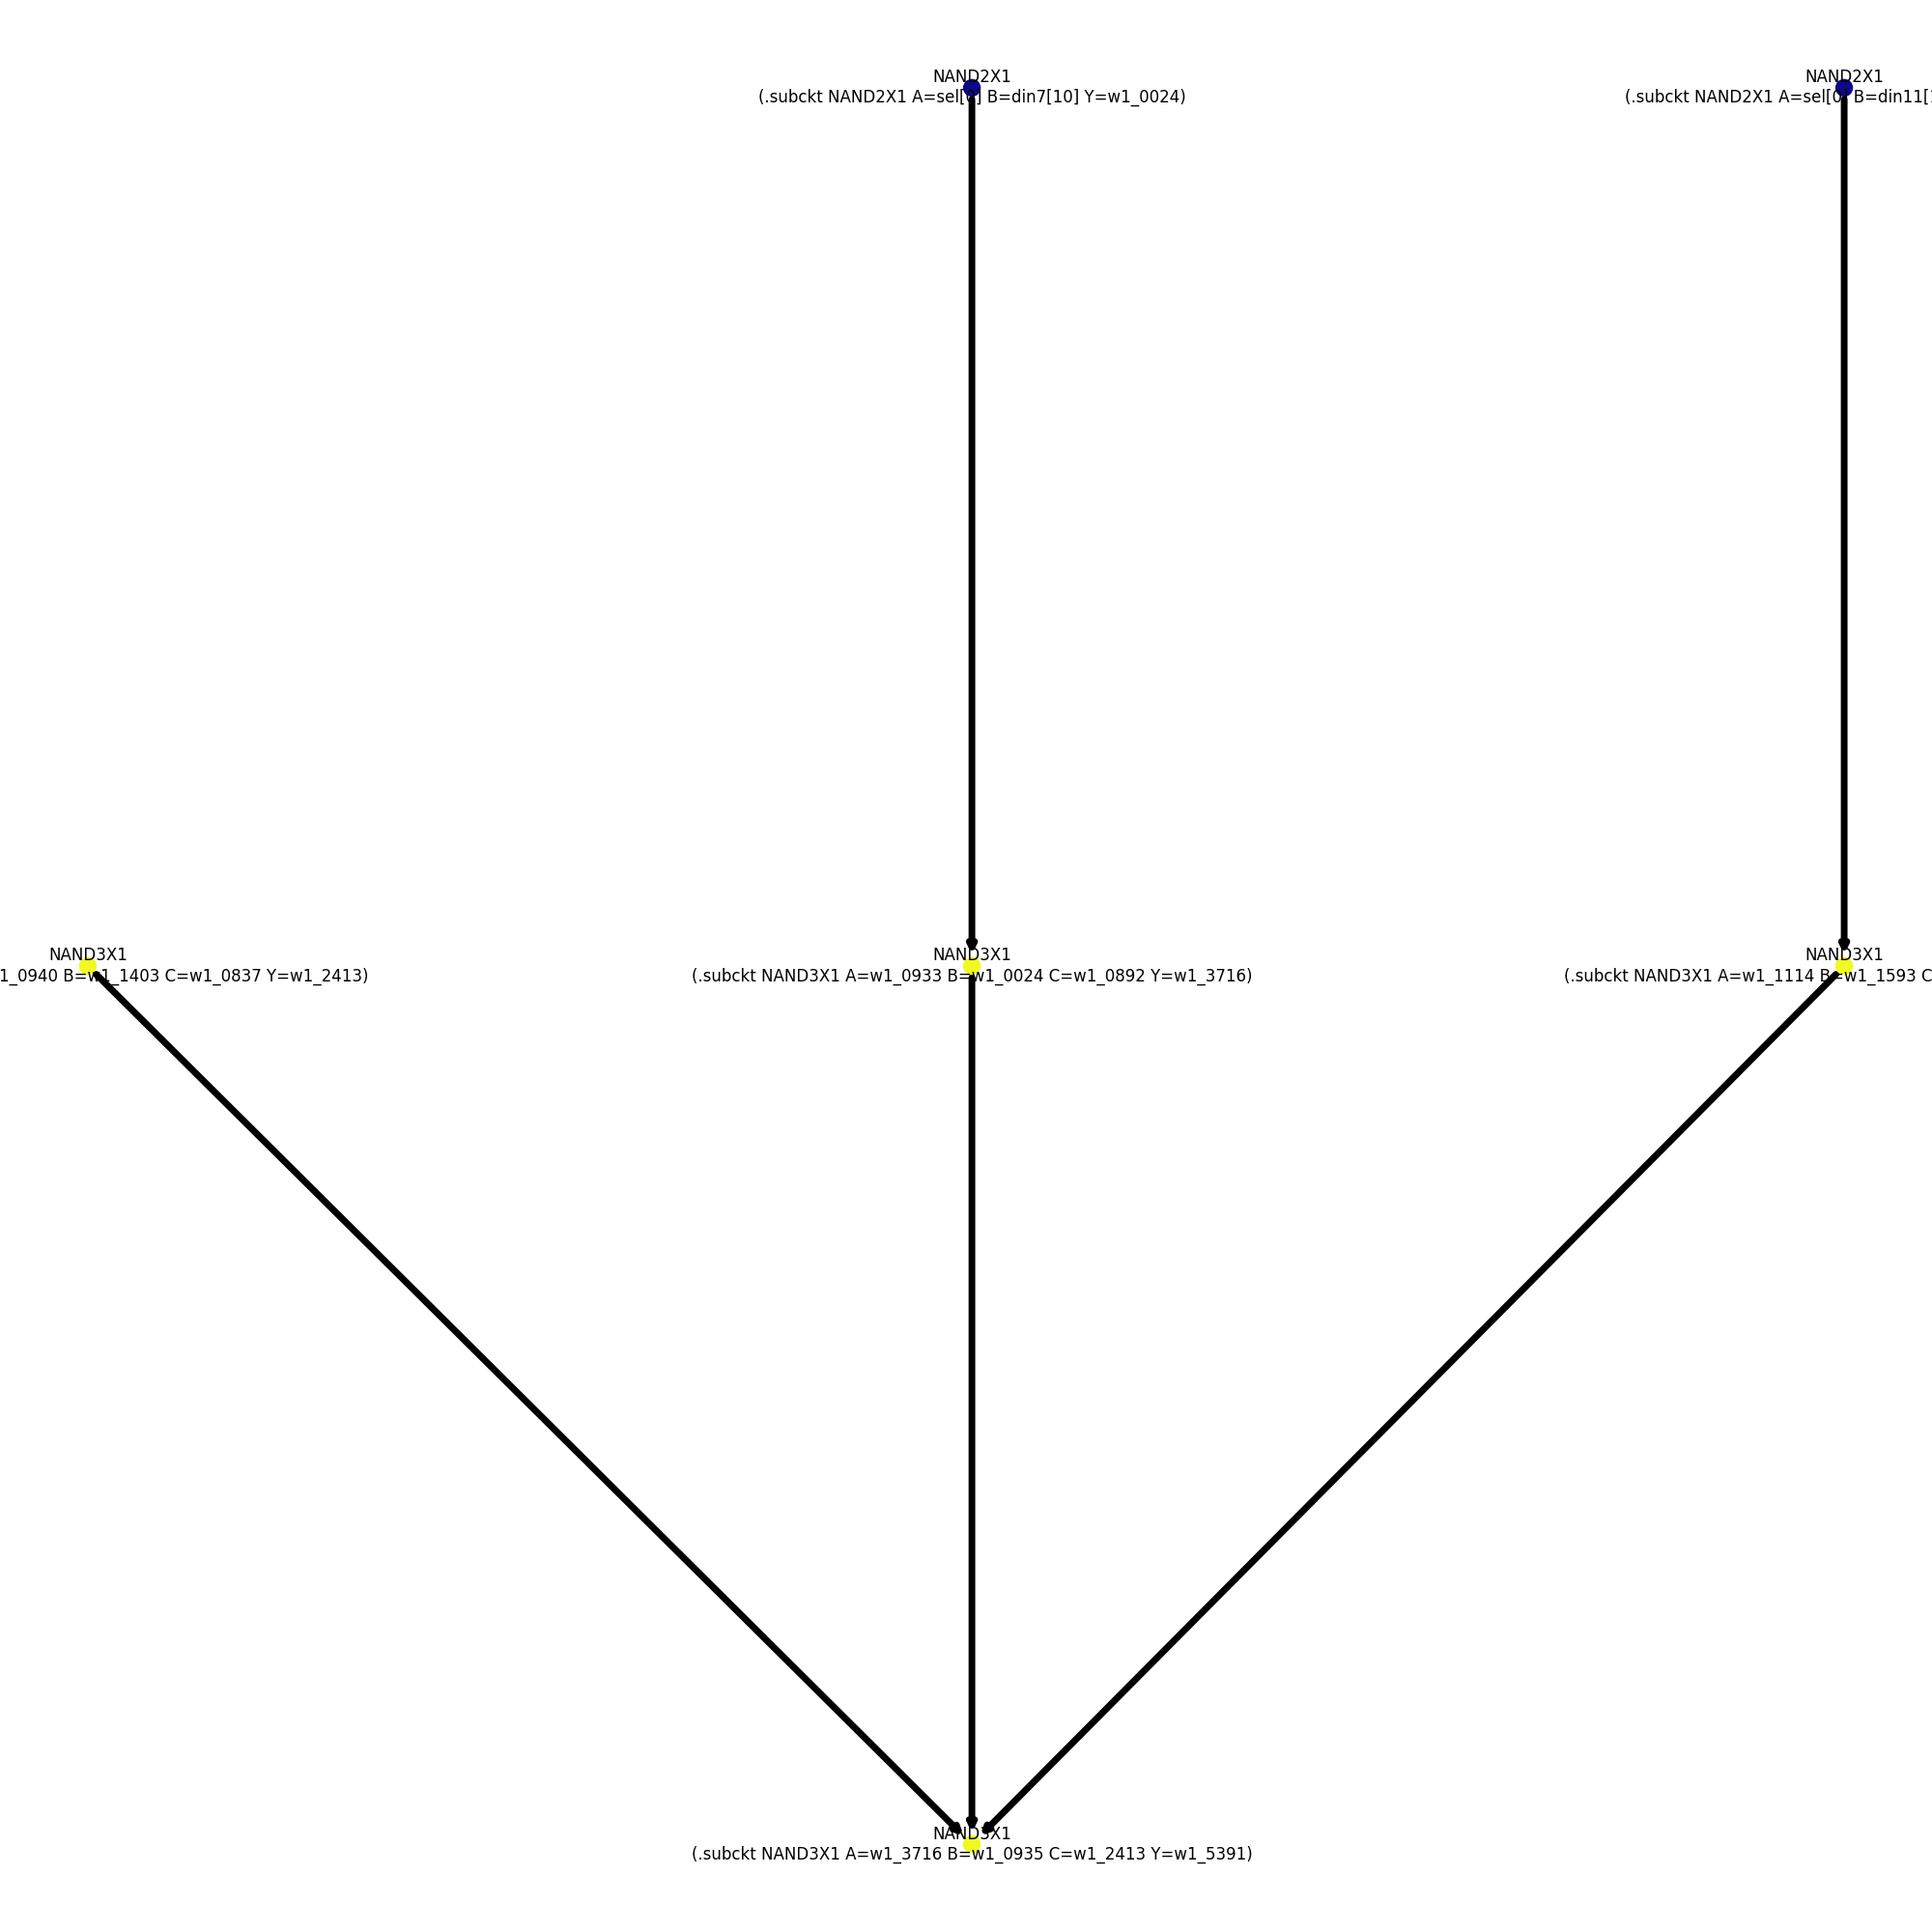 NAND2X1
(.subckt NAND2X1 A=sel[0] B=din7[10] Y=w1_0024)
NAND2X1
(.subckt NAND2X1 A=sel[0] B=din11[
NAND3X1
1_0940 B=w1_1403 C=w1_0837 Y=w1_2413)
NAND3X1
(.subckt NAND3X1 A=w1_0933 B=w1_0024 C=w1_0892 Y=w1_3716)
NAND3X1
(.subckt NAND3X1 A=w1_1114 B=w1_1593 C
NAND3X1
(.subckt NAND3X1 A=w1_3716 B=w1_0935 C=w1_2413 Y=w1_5391)